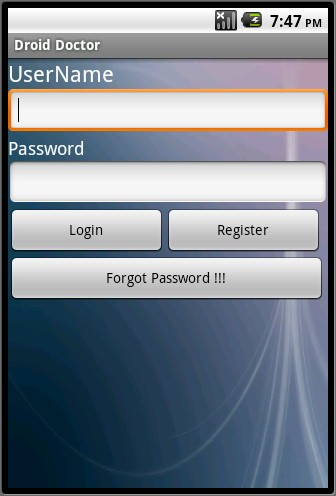 7:47 PM
Droid Doctor
UserName
Password
Login Register
Forgot Password !!!